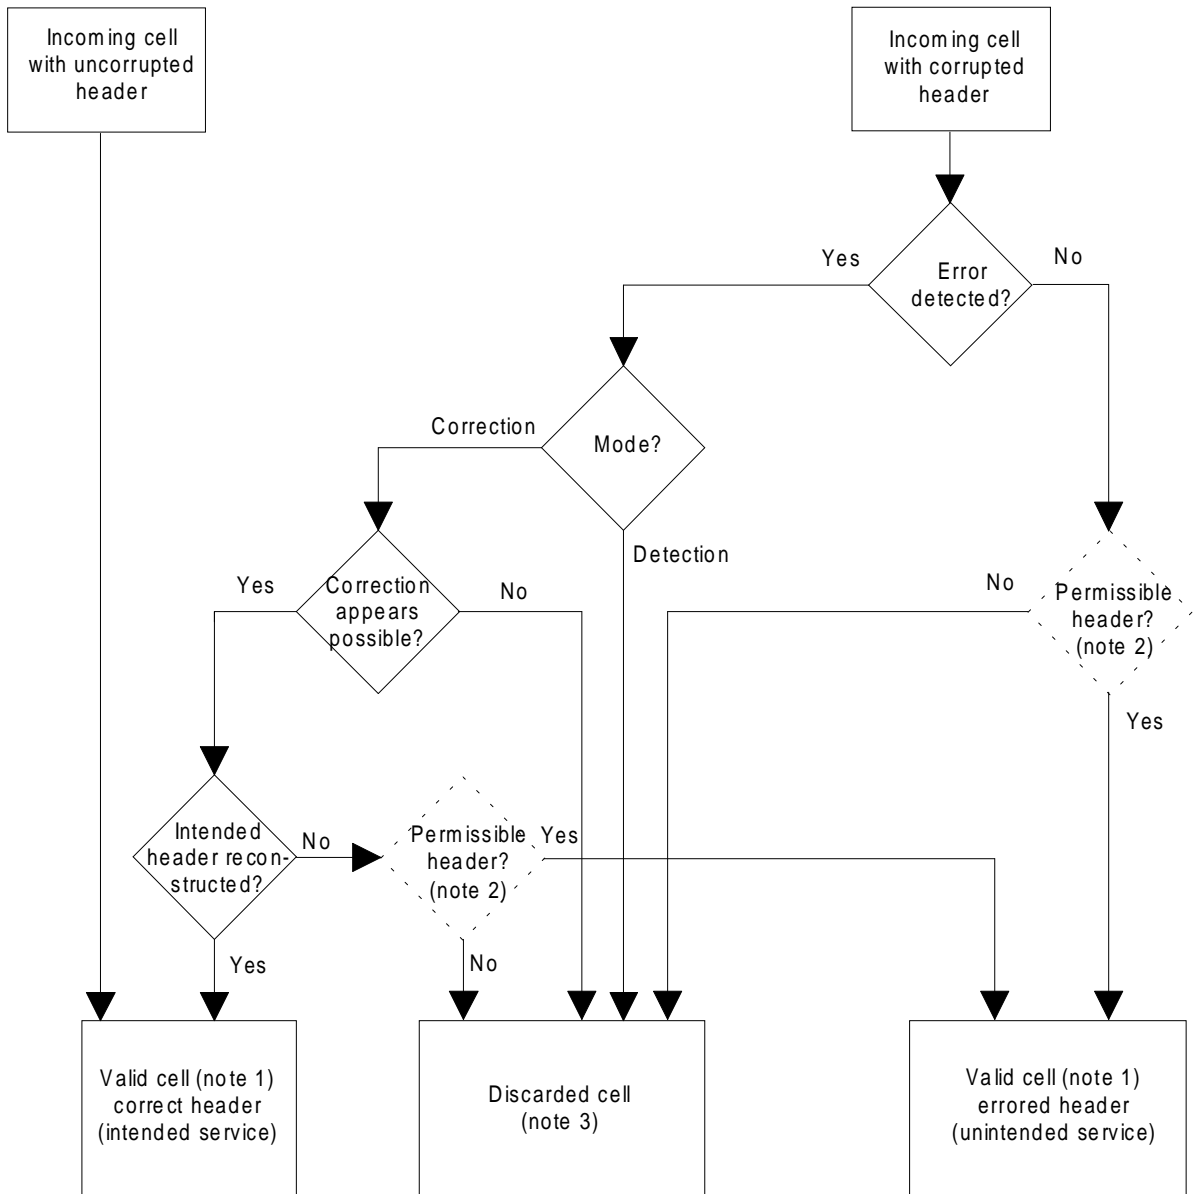 Incoming cell
with uncorrupted
header
Incoming cell
with corrupted
header
Yes
Error
detected?
No
Correction
Mode?
Detection
Yes
Correction
appears
possible?
No
No
Permissible
header?
(note 2)
Yes
Intended
header recon-
structed?
No
Permissible
header?
(note 2)
Yes
Yes
No
Valid cell (note 1)
correct header
(intended service)
Discarded cell
(note 3)
Valid cell (note 1)
errored header
(unintended service)